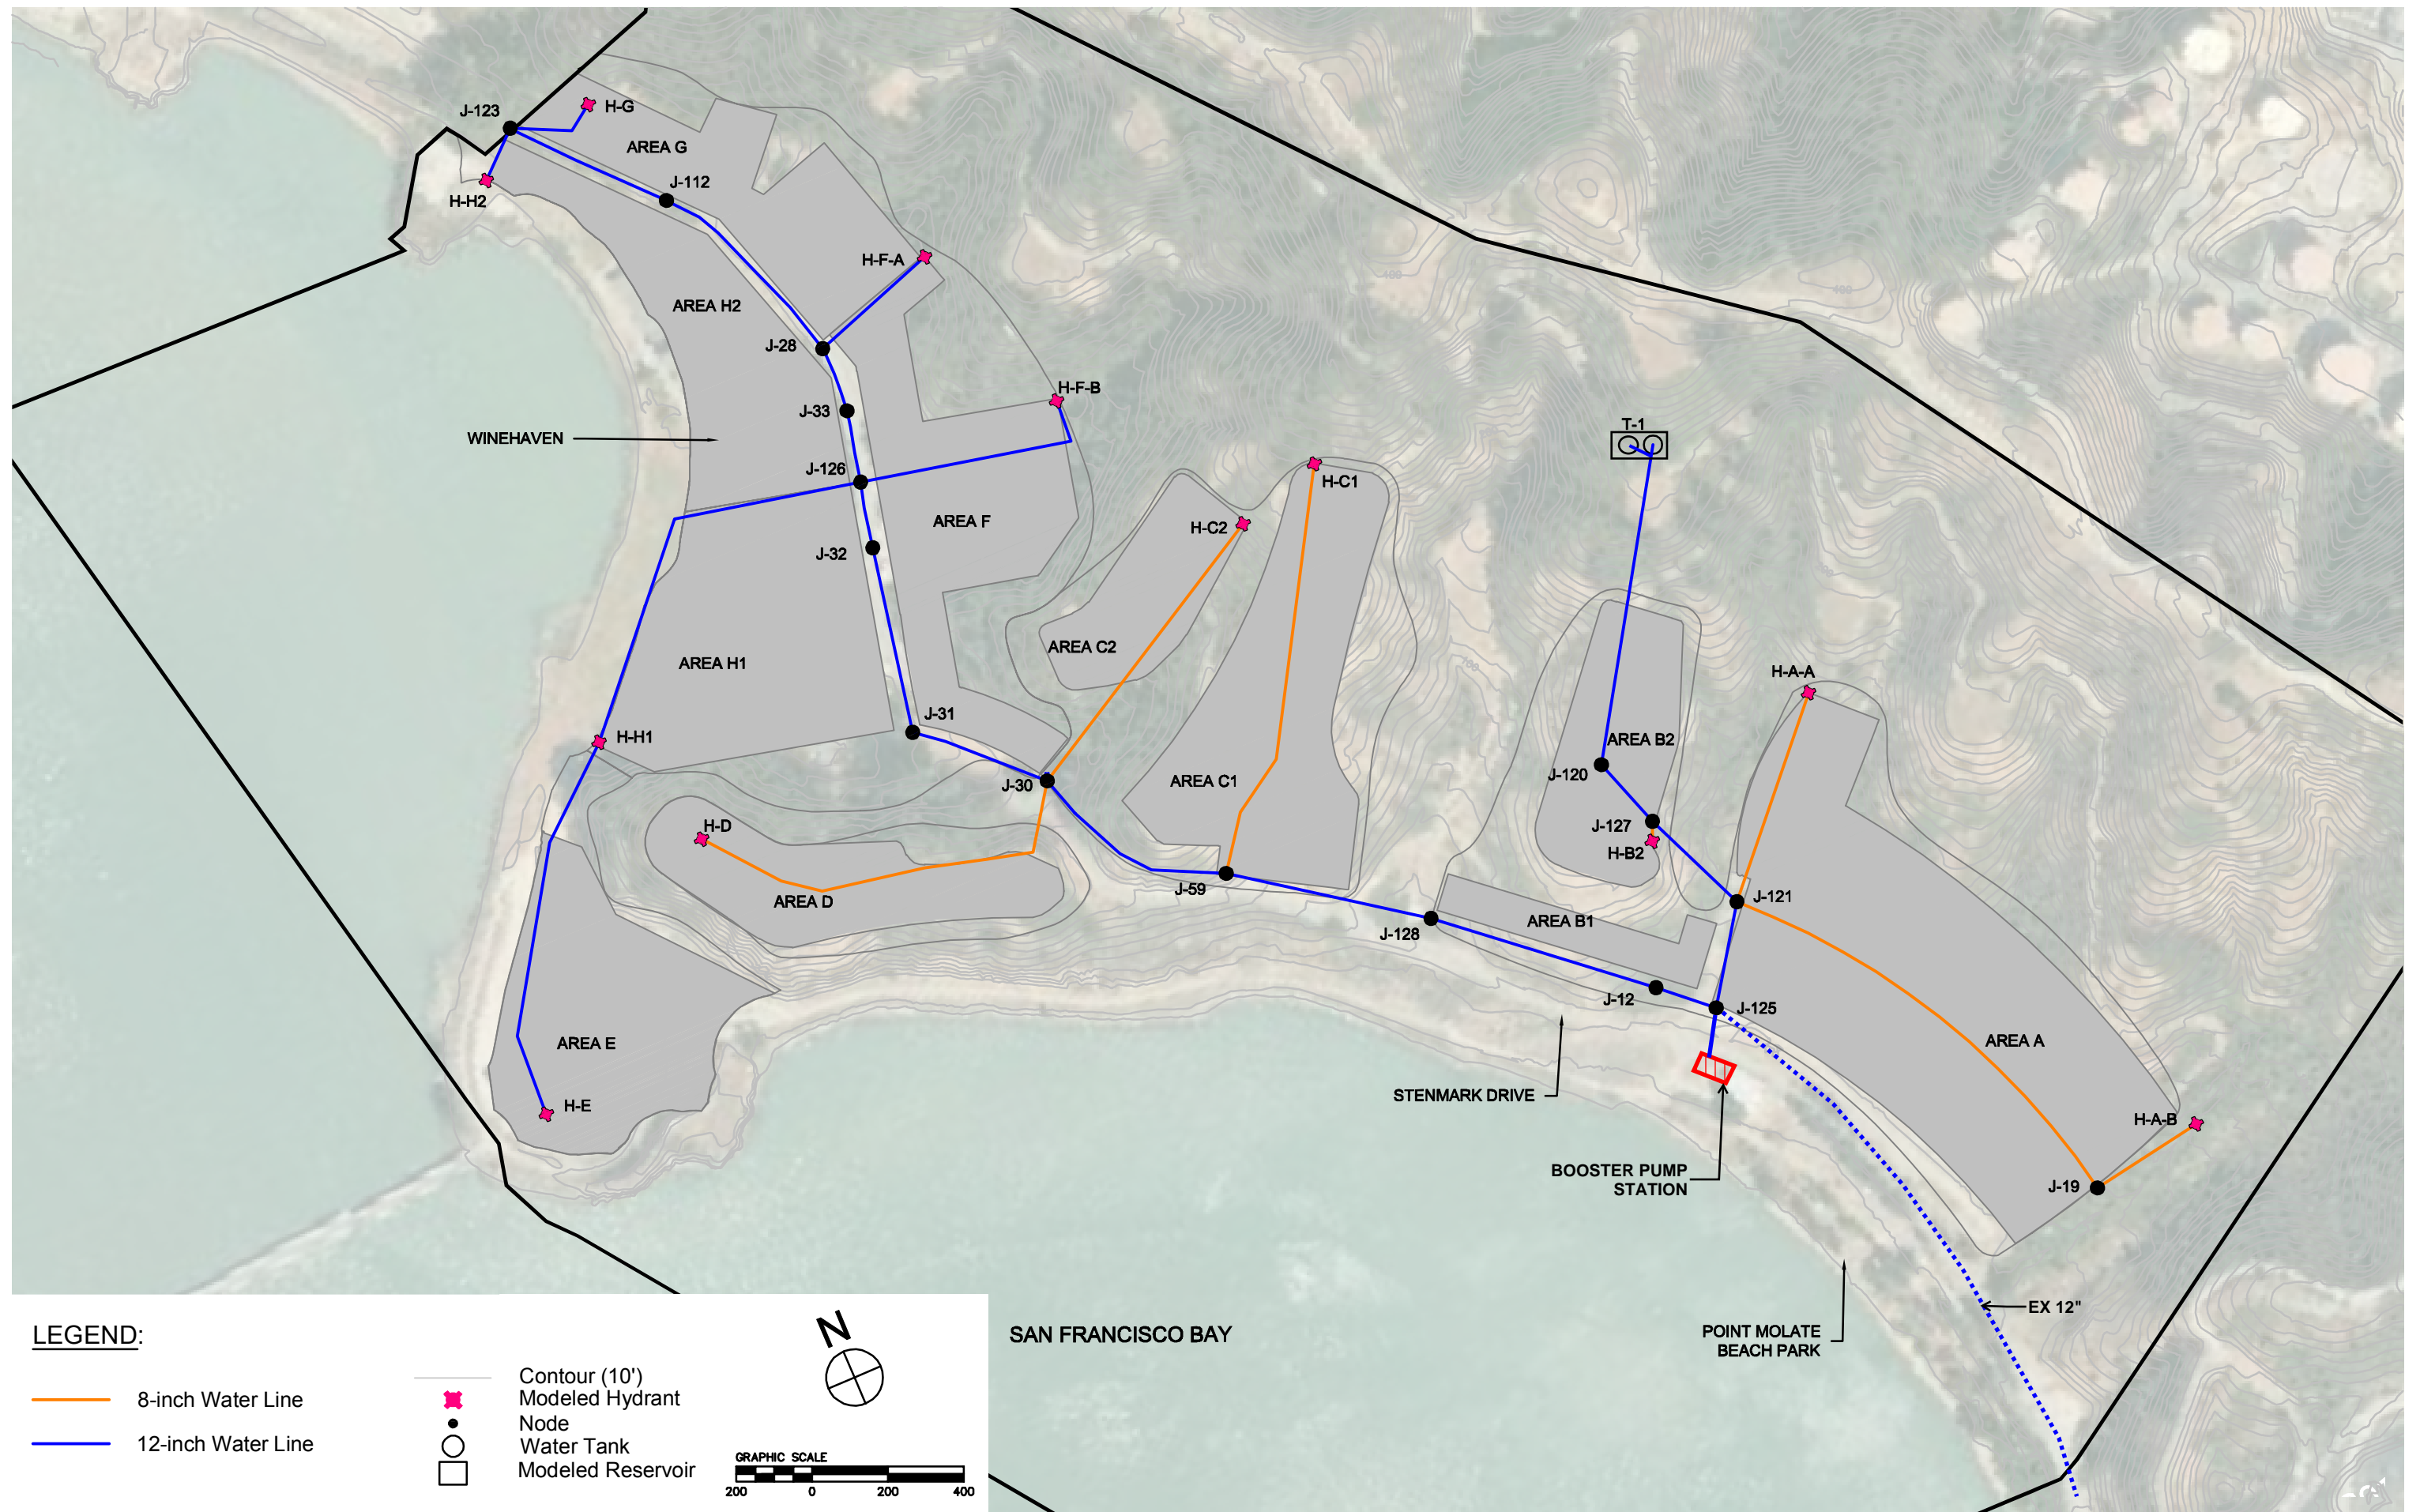 H-G
J-123
AREA G
J-112
H-H2
H-F-A
400
400
AREA H2
J-28
H-F-B
J-33
T-1
WINEHAVEN
J-126
H-C1
H-C2
AREA F
J-32
AREA C2
AREA H1
H-A-A
J-31
H-H1
AREA B2
J-120
AREA C1
J-30
H-D
J-127
H-B2
J-59
J-121
AREA D
AREA B1
J-128
J-12
J-125
AREA E
AREA A
STENMARK DRIVE
H-E
H-A-B
BOOSTER PUMP
STATION
J-19
EX 12"
POINT MOLATE
BEACH PARK
SAN FRANCISCO BAY
LEGEND:
8-inch Water Line
12-inch Water Line
Contour (10')
Modeled Hydrant
Node
Water Tank
Modeled Reservoir
N
GRAPHIC SCALE
200
0
200
400